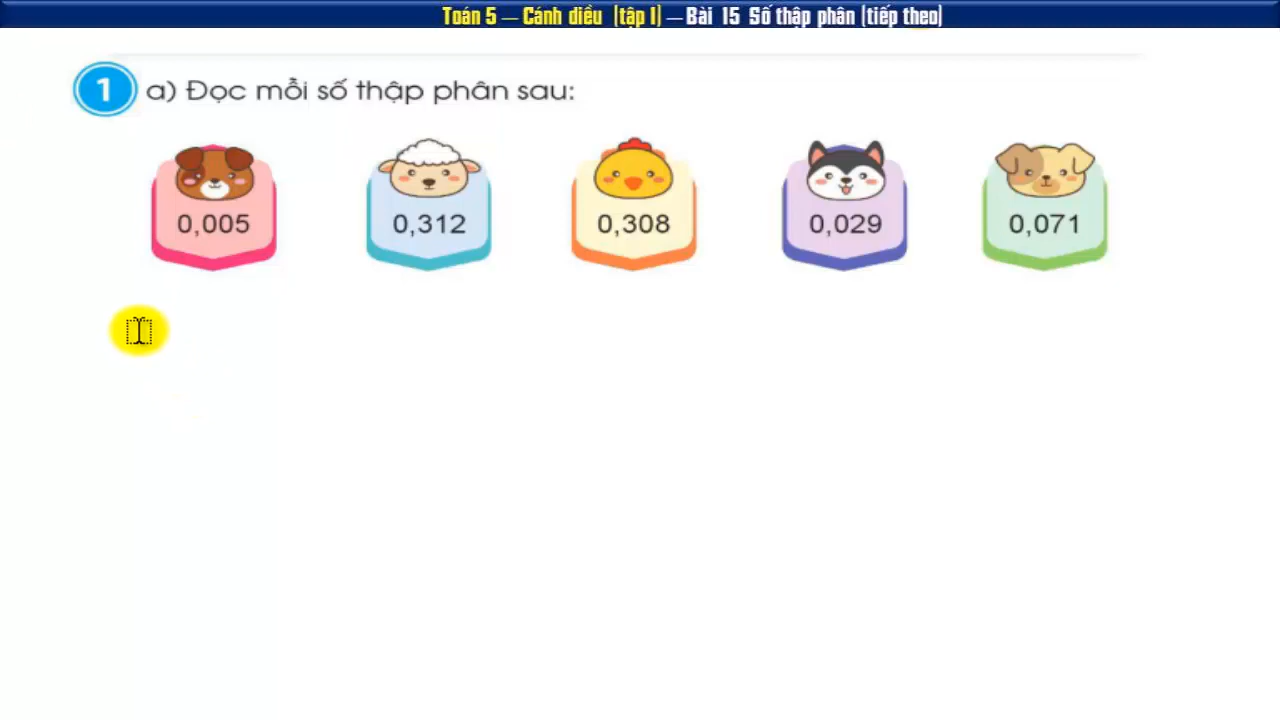 Toán 5 – Cánh diều (tập 1) – Bài 15 Số thập phân (tiếp theo)
1 a) Đọc mỗi số thập phân sau:
0,005 0,312 0,308 0,029 0,071